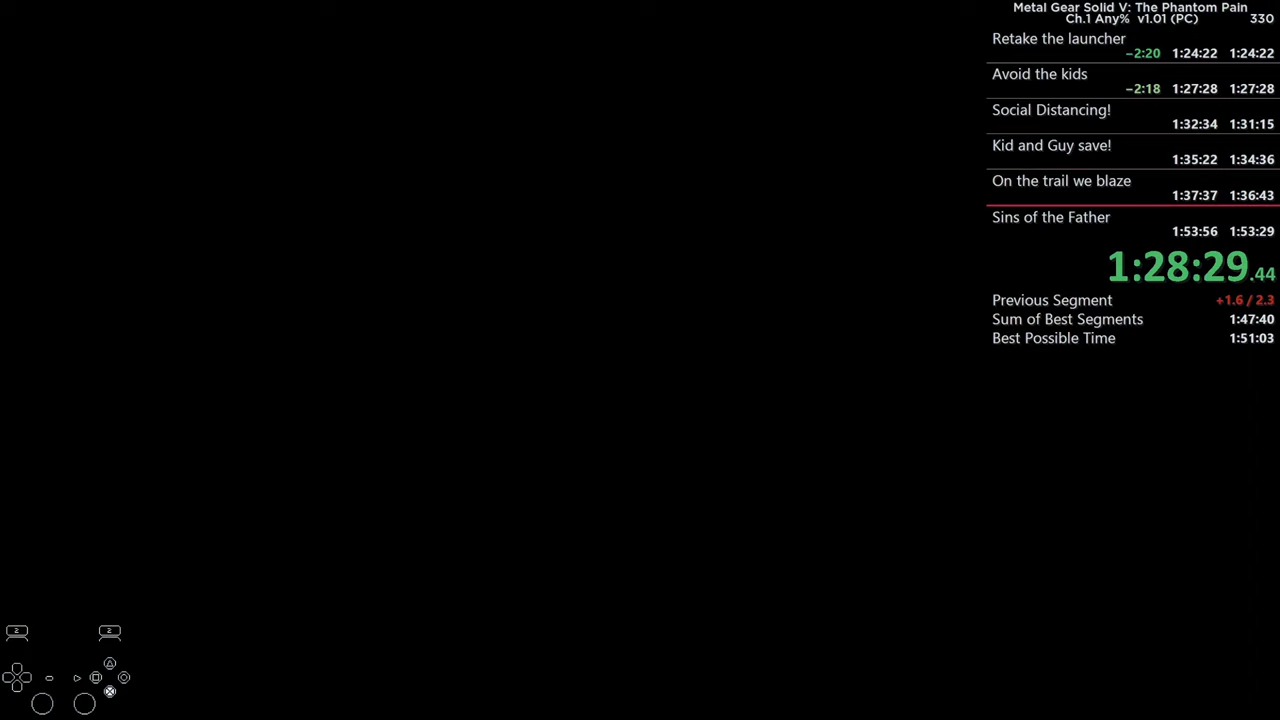 Metal Gear Solid V: The Phantom Pain
Ch.1 Any% v1.01 (PC) 330
Retake the launcher
−2:20 1:24:22 1:24:22
Avoid the kids
−2:18 1:27:28 1:27:28
Social Distancing!
1:32:34 1:31:15
Kid and Guy save!
1:35:22 1:34:36
On the trail we blaze
1:37:37 1:36:43
Sins of the Father
1:53:56 1:53:29
1:28:29.44
Previous Segment +1.6 / 2.3
Sum of Best Segments 1:47:40
Best Possible Time 1:51:03
2 2